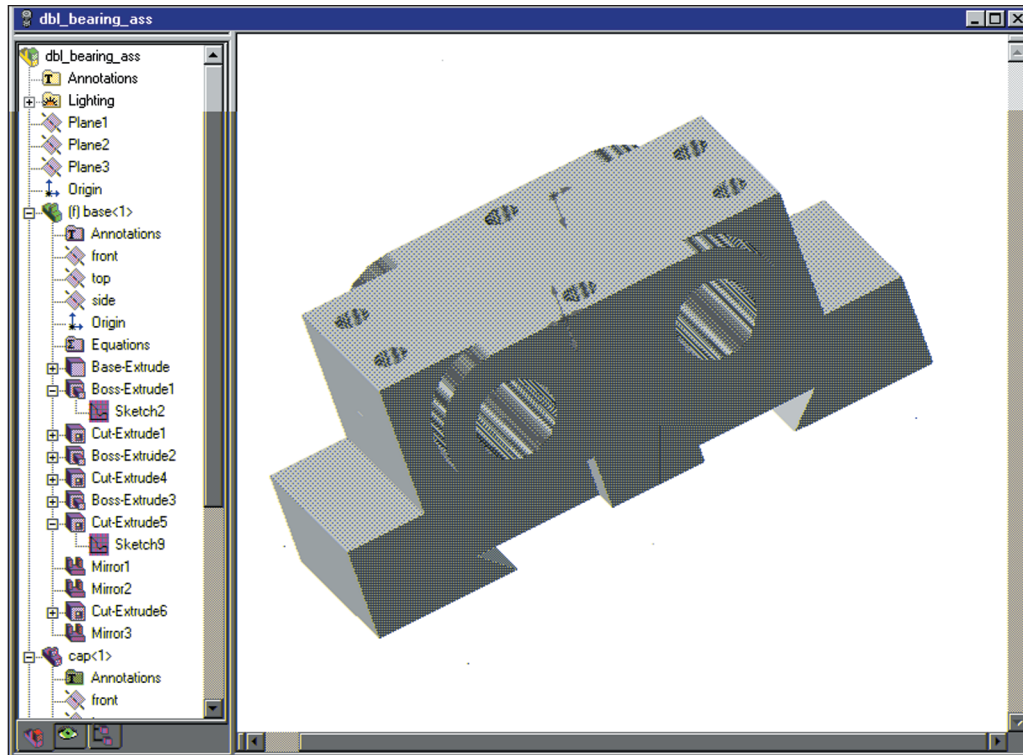 dbl_bearing_ass
dbl_bearing_ass
Annotations
Lighting
Plane1
Plane2
Plane3
Origin
(f) base<1>
Annotations
front
top
side
Origin
Equations
Base-Extrude
Boss-Extrude1
Sketch2
Cut-Extrude1
Boss-Extrude2
Cut-Extrude4
Boss-Extrude3
Cut-Extrude5
Sketch9
Mirror1
Mirror2
Cut-Extrude6
Mirror3
cap<1>
Annotations
front